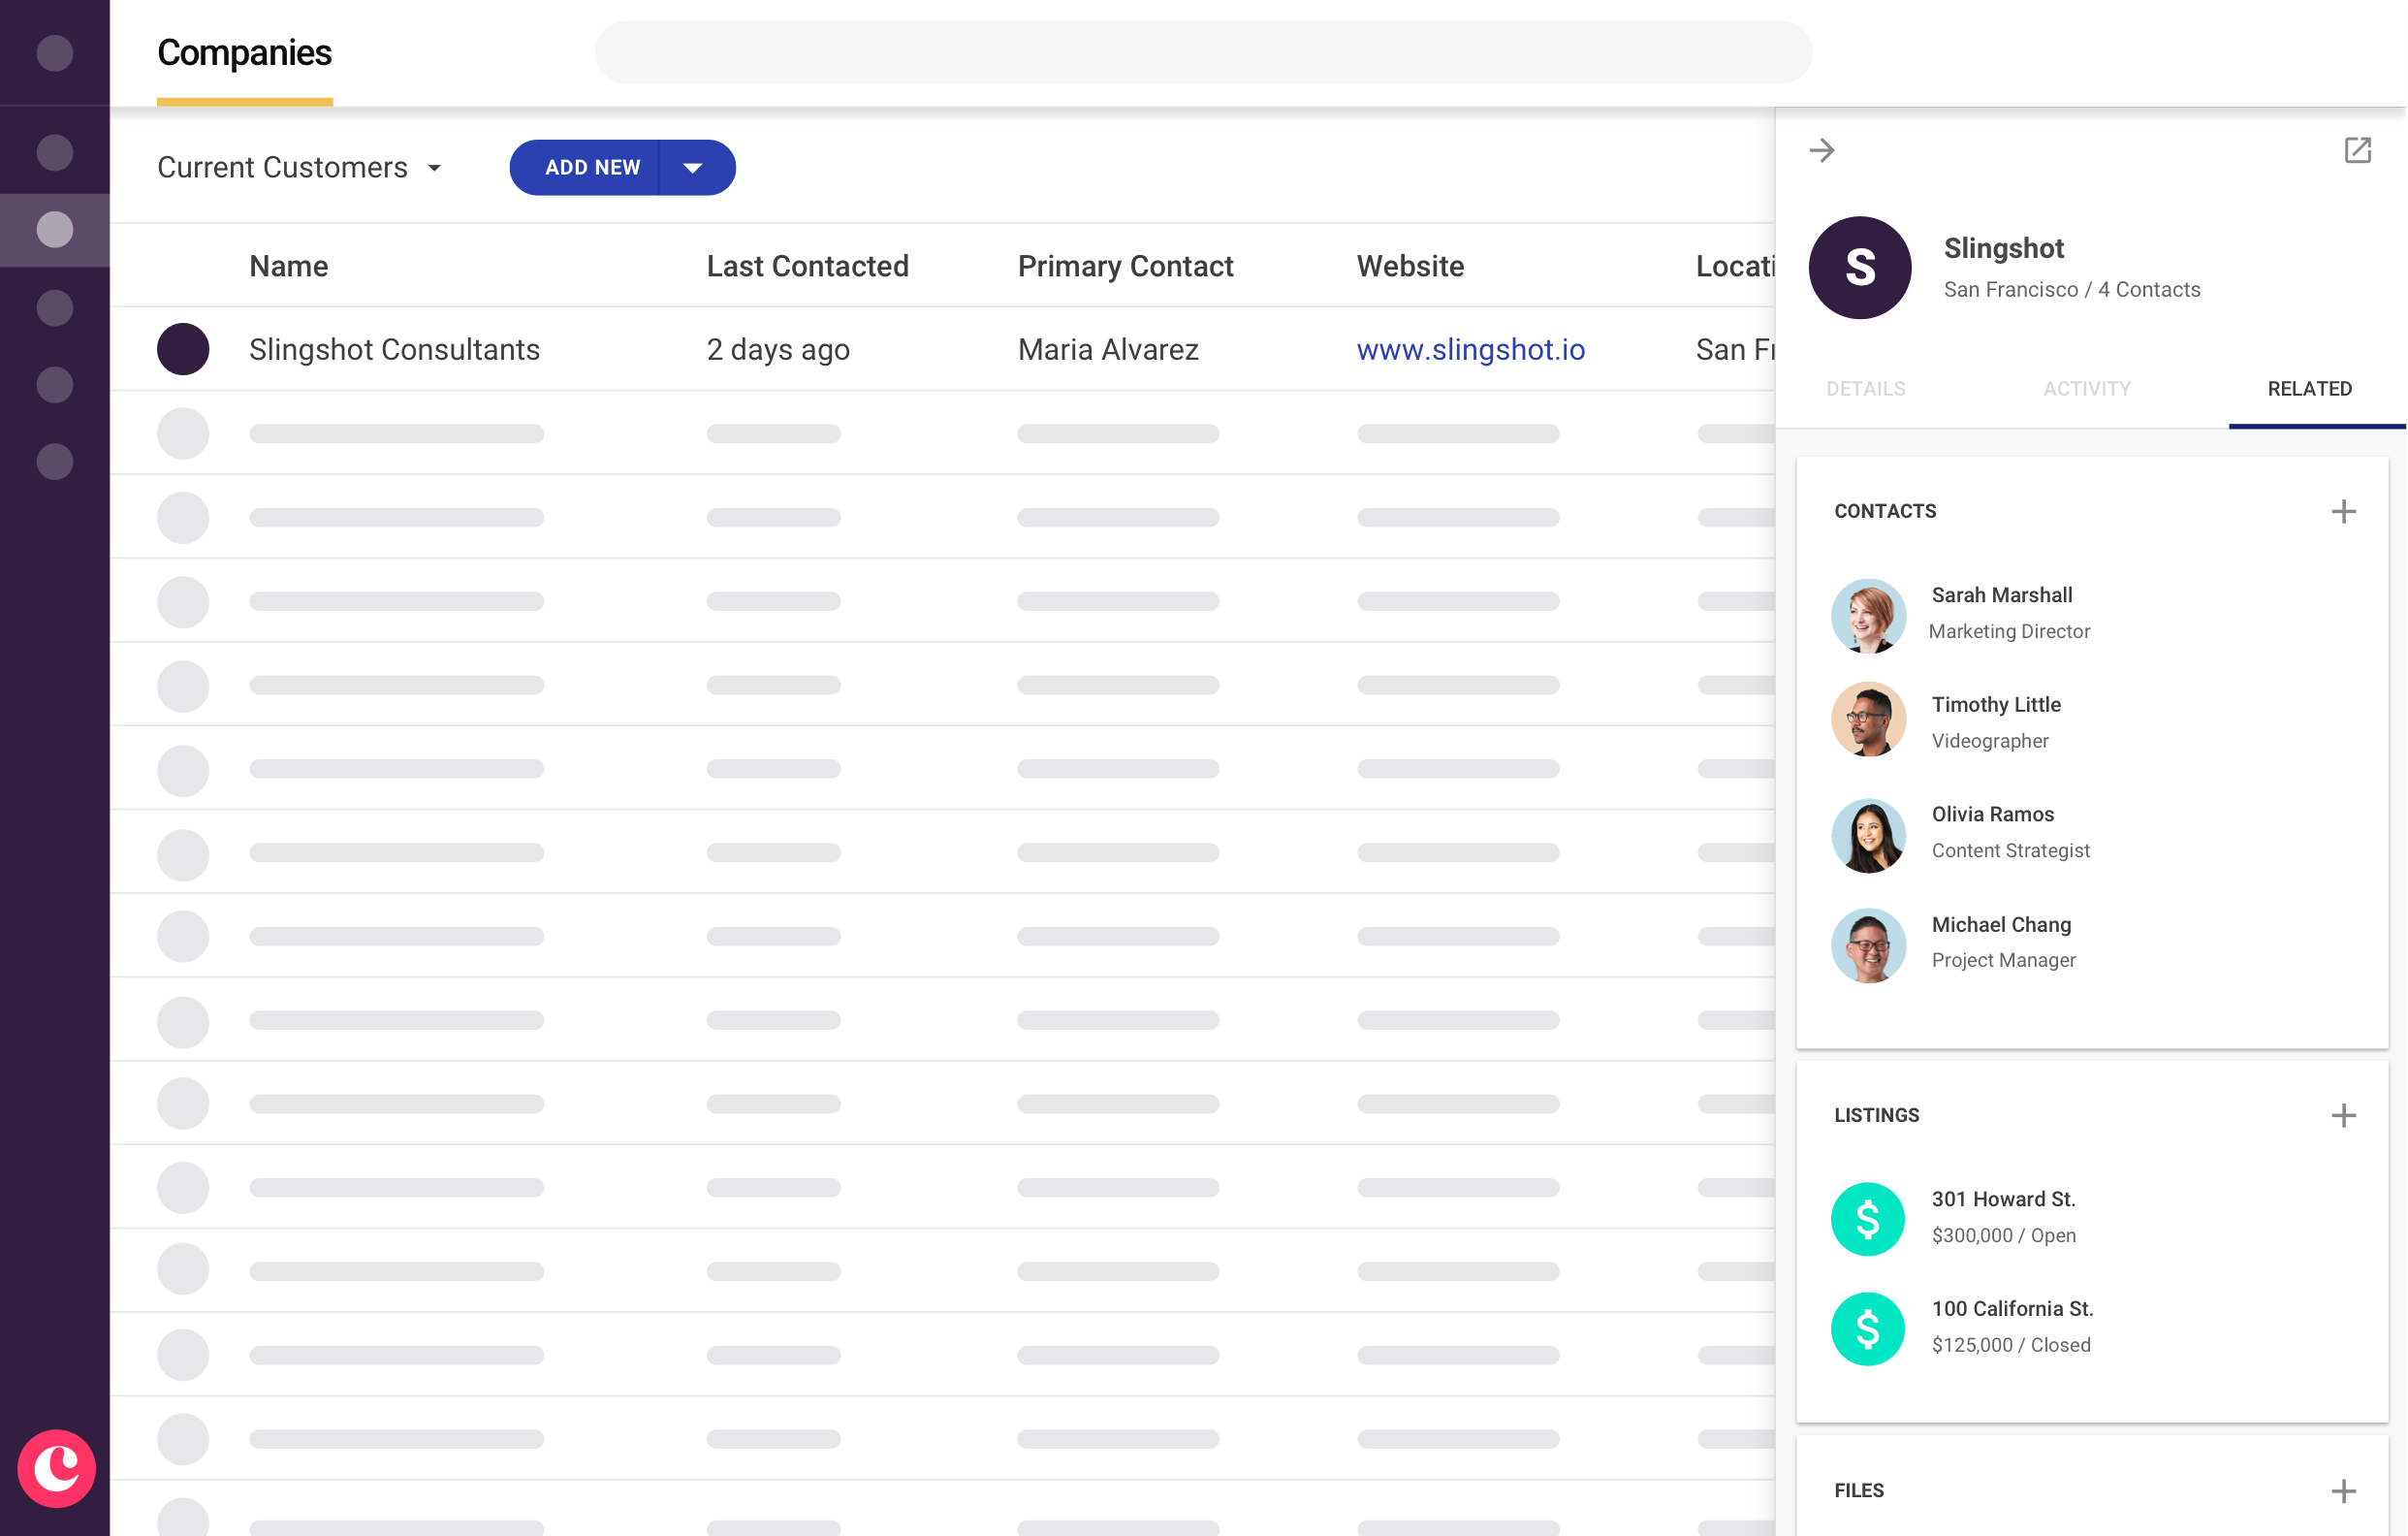 Companies
Current Customers
ADD NEW
Name Last Contacted Primary Contact Website Locati
Slingshot Consultants 2 days ago Maria Alvarez www.slingshot.io San Fr
S
Slingshot
San Francisco / 4 Contacts
DETAILS ACTIVITY RELATED
CONTACTS
Sarah Marshall
Marketing Director
Timothy Little
Videographer
Olivia Ramos
Content Strategist
Michael Chang
Project Manager
LISTINGS
$
301 Howard St.
$300,000 / Open
$
100 California St.
$125,000 / Closed
FILES